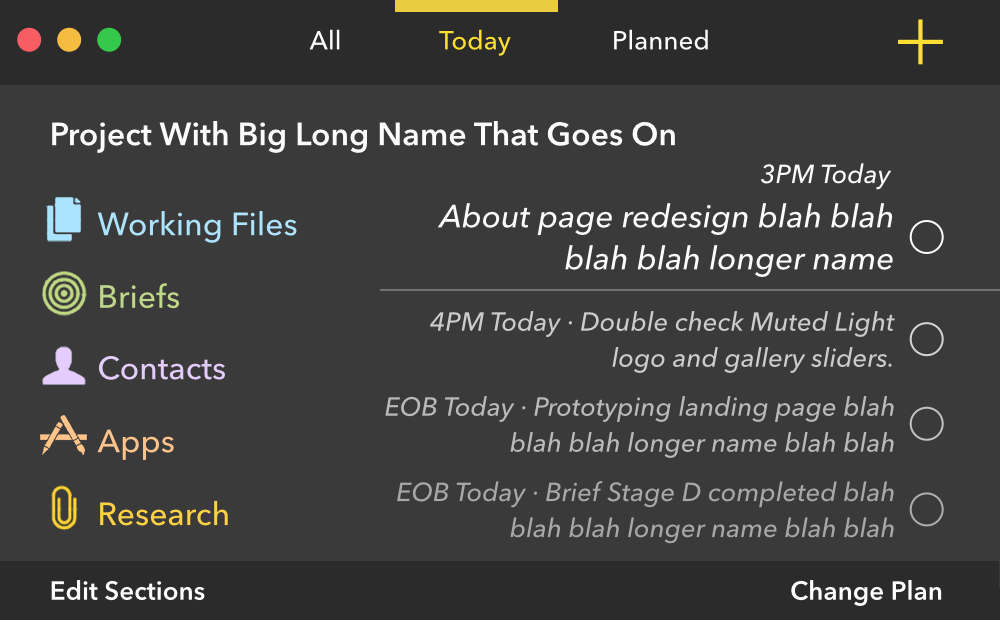 All
Today
Planned
Project With Big Long Name That Goes On
3PM Today
Working Files
About page redesign blah blah
blah blah longer name
Briefs
4PM Today · Double check Muted Light
logo and gallery sliders.
Contacts
EOB Today · Prototyping landing page blah
blah blah longer name blah blah
Apps
EOB Today · Brief Stage D completed blah
blah blah longer name blah blah
Research
Edit Sections
Change Plan